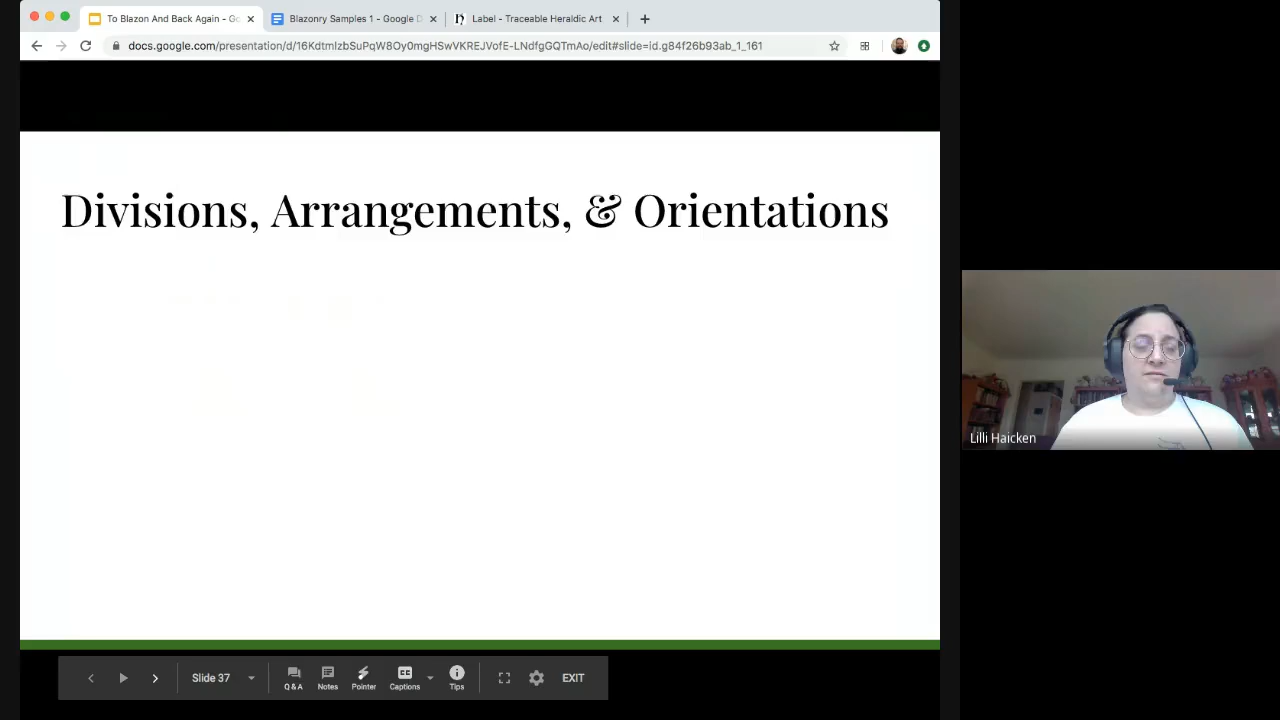 To Blazon And Back Again - Go
Blazonry Samples 1 - Google D
Label - Traceable Heraldic Art
docs.google.com/presentation/d/16KdtmIzbSuPqW8Oy0mgHSwVKREJVofE-LNdfgGQTmAo/edit#slide=id.g84f26b93ab_1_161
Divisions, Arrangements, & Orientations
Lilli Haicken
Slide 37
Q & A
Notes
Pointer
CC
Captions
Tips
EXIT